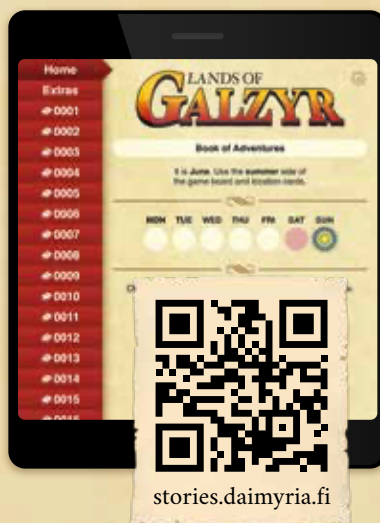 Home
Extras
0001
0002
0003
0004
0005
0006
0007
0008
0009
0010
0011
0012
0013
0014
0015
LANDS OF
GALZYR
Book of Adventures
It is June. Use the summer side of
the game board and location cards.
MON TUE WED THU FRI SAT SUN
stories.daimyria.fi